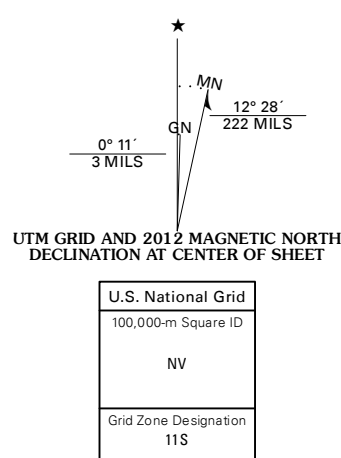 ★
MN
12° 28´
222 MILS
GN
0° 11´
3 MILS
UTM GRID AND 2012 MAGNETIC NORTH
DECLINATION AT CENTER OF SHEET
U.S. National Grid
100,000-m Square ID
NV
Grid Zone Designation
11S